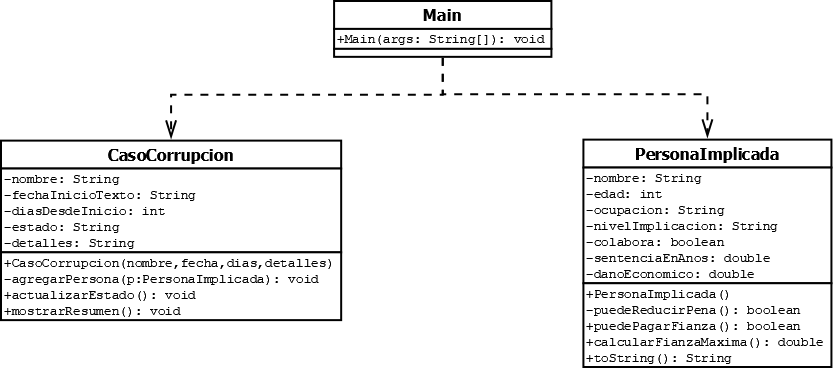 Main
+Main(args: String[]): void
CasoCorrupcion
-nombre: String
-fechaInicioTexto: String
-diasDesdeInicio: int
-estado: String
-detalles: String
+CasoCorrupcion(nombre,fecha,dias,detalles)
-agregarPersona(p:PersonaImplicada): void
+actualizarEstado(): void
+mostrarResumen(): void
PersonaImplicada
-nombre: String
-edad: int
-ocupacion: String
-nivelImplicacion: String
-colabora: boolean
-sentenciaEnAnos: double
-danoEconomico: double
+PersonaImplicada()
-puedeReducirPena(): boolean
+puedePagarFianza(): boolean
+calcularFianzaMaxima(): double
+toString(): String